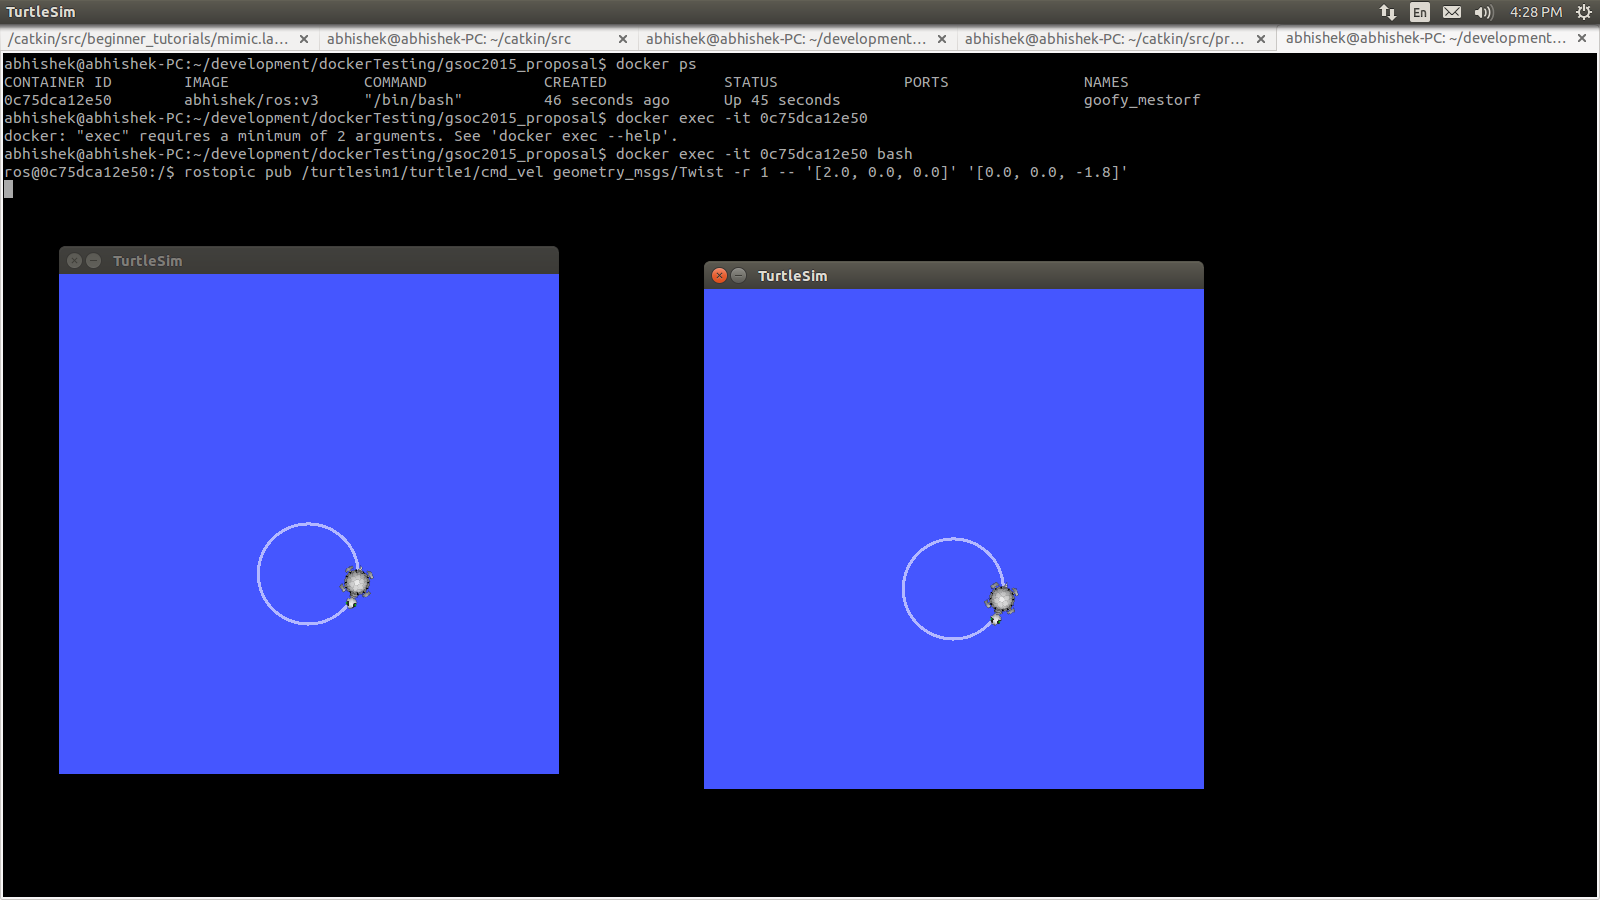 TurtleSim
En
4:28 PM
/catkin/src/beginner_tutorials/mimic.la... abhishek@abhishek-PC: ~/catkin/src abhishek@abhishek-PC: ~/development... abhishek@abhishek-PC: ~/catkin/src/pr... abhishek@abhishek-PC: ~/development...
abhishek@abhishek-PC:~/development/dockerTesting/gsoc2015_proposal$ docker ps
CONTAINER ID IMAGE COMMAND CREATED STATUS PORTS NAMES
0c75dca12e50 abhishek/ros:v3 "/bin/bash" 46 seconds ago Up 45 seconds goofy_mestorf
abhishek@abhishek-PC:~/development/dockerTesting/gsoc2015_proposal$ docker exec -it 0c75dca12e50
docker: "exec" requires a minimum of 2 arguments. See 'docker exec --help'.
abhishek@abhishek-PC:~/development/dockerTesting/gsoc2015_proposal$ docker exec -it 0c75dca12e50 bash
ros@0c75dca12e50:/$ rostopic pub /turtlesim1/turtle1/cmd_vel geometry_msgs/Twist -r 1 -- '[2.0, 0.0, 0.0]' '[0.0, 0.0, -1.8]'
TurtleSim
TurtleSim